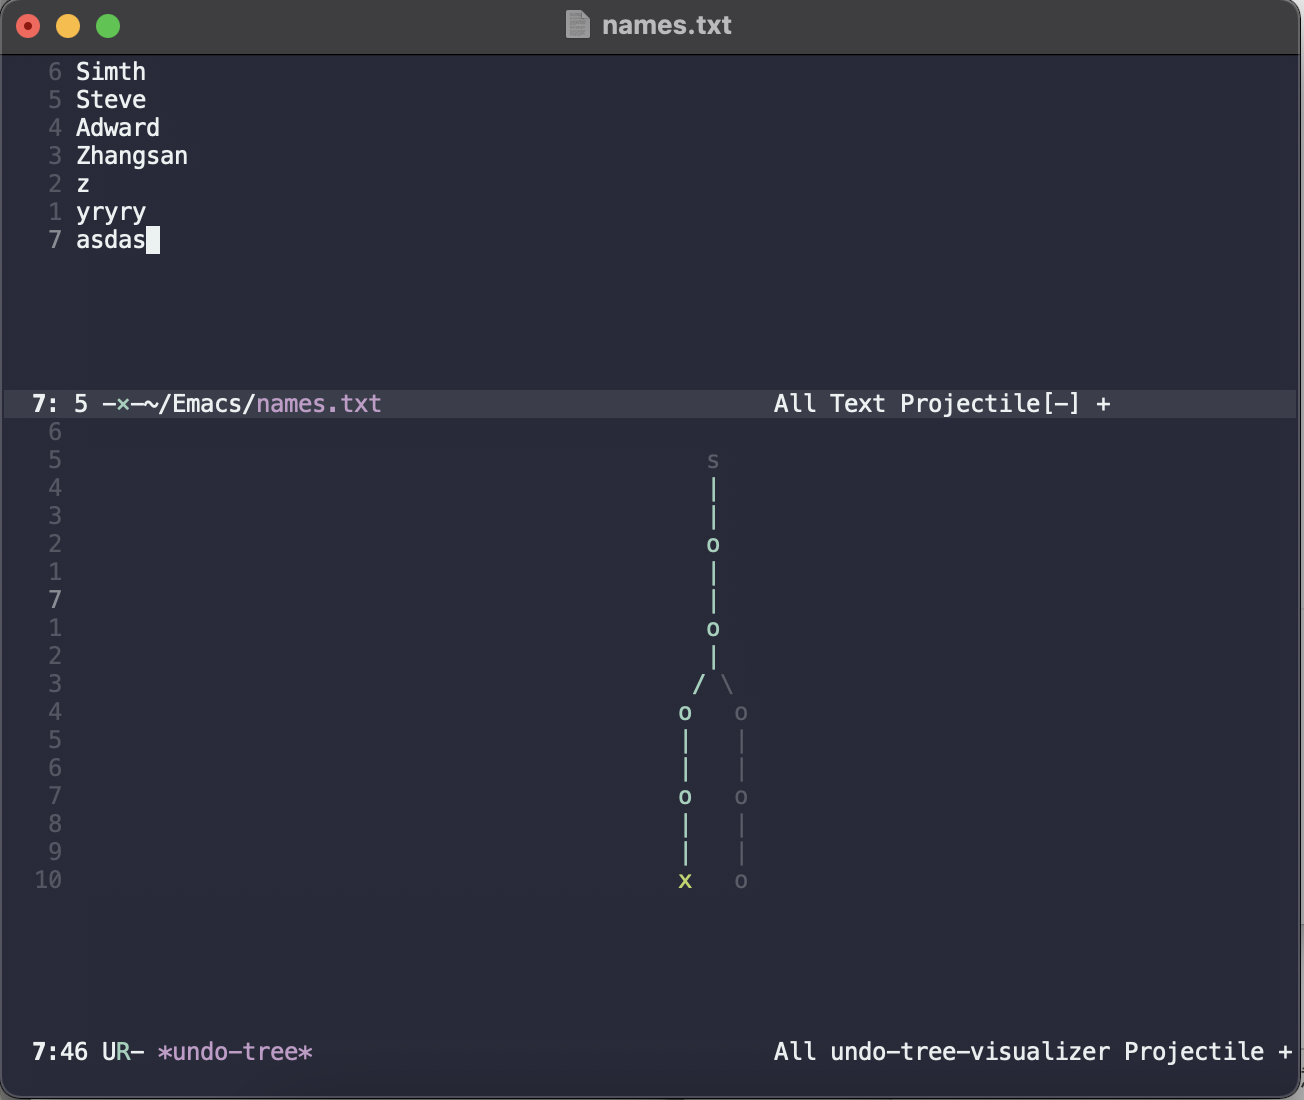 names.txt
6 Simth
5 Steve
4 Adward
3 Zhangsan
2 z
1 yryry
7 asdas
7: 5 -×-~/Emacs/names.txt All Text Projectile[-] +
6
5 s
4 |
3 |
2 o
1 |
7 |
1 o
2 |
3 / \
4 o o
5 | |
6 | |
7 o o
8 | |
9 | |
10 x o
7:46 UR- *undo-tree* All undo-tree-visualizer Projectile +